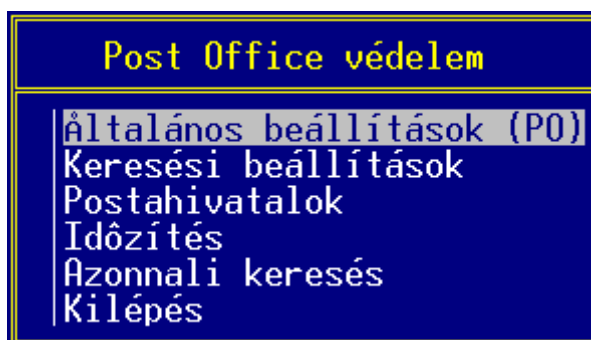 Post Office védelem
Åltalános beállítások (PO)
Keresési beállítások
Postahivatalok
Idôzítés
Azonnali keresés
Kilépés